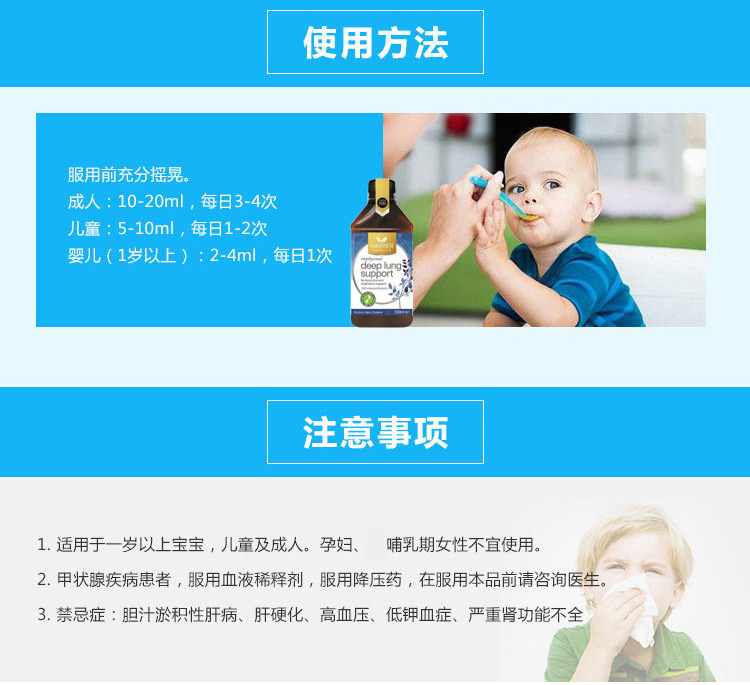 使用方法
服用前充分摇晃。
成人：10-20ml，每日3-4次
儿童：5-10ml，每日1-2次
婴儿（1岁以上）：2-4ml，每日1次
HARKER
deep lung
support
注意事项
1. 适用于一岁以上宝宝，儿童及成人。孕妇、 哺乳期女性不宜使用。
2. 甲状腺疾病患者，服用血液稀释剂，服用降压药，在服用本品前请咨询医生。
3. 禁忌症：胆汁淤积性肝病、肝硬化、高血压、低钾血症、严重肾功能不全